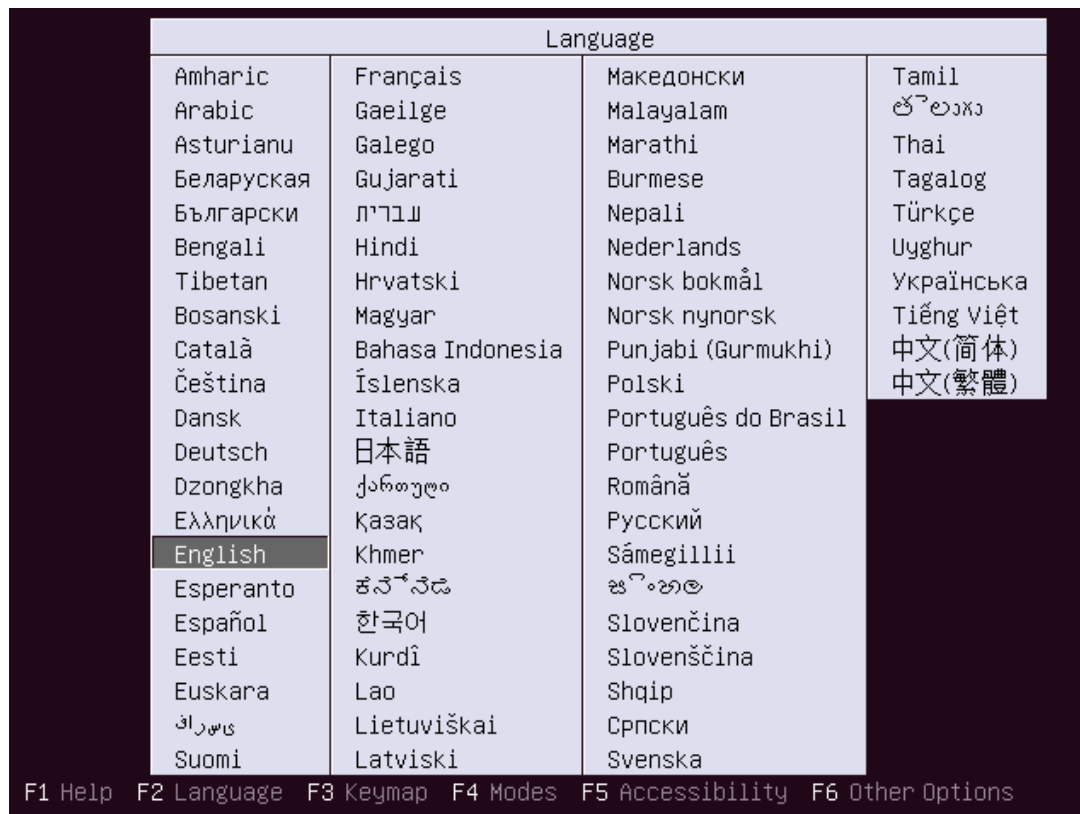 Language
Amharic
Arabic
Asturianu
Беларуская
Български
Bengali
Tibetan
Bosanski
Català
Čeština
Dansk
Deutsch
Dzongkha
Ελληνικά
English
Esperanto
Español
Eesti
Euskara
فارسی
Suomi
Français
Gaeilge
Galego
Gujarati
עברית
Hindi
Hrvatski
Magyar
Bahasa Indonesia
Íslenska
Italiano
日本語
ქართული
Қазақ
Khmer
ಕನ್ನಡ
한국어
Kurdî
Lao
Lietuviškai
Latviski
Македонски
Malayalam
Marathi
Burmese
Nepali
Nederlands
Norsk bokmål
Norsk nynorsk
Punjabi (Gurmukhi)
Polski
Português do Brasil
Português
Română
Русский
Sámegillii
සිංහල
Slovenčina
Slovenščina
Shqip
Српски
Svenska
Tamil
తెలుగు
Thai
Tagalog
Türkçe
Uyghur
Українська
Tiếng Việt
中文(简体)
中文(繁體)
F1 Help F2 Language F3 Keymap F4 Modes F5 Accessibility F6 Other Options